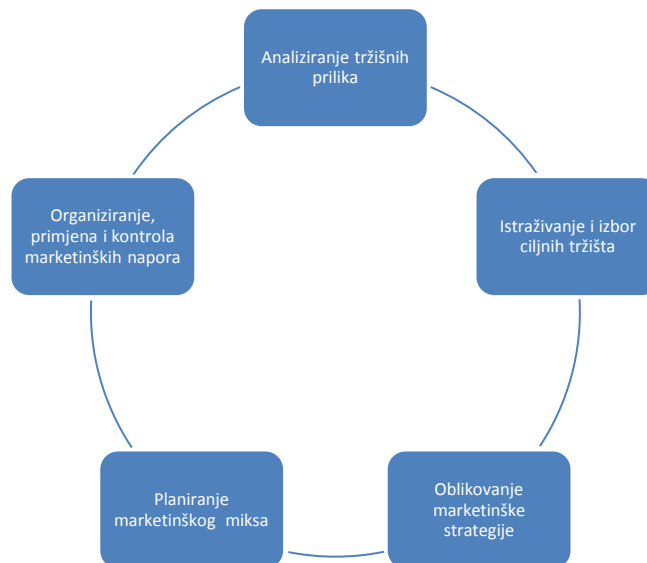 Analiziranje tržišnih
prilika
Istraživanje i izbor
ciljnih tržišta
Oblikovanje
marketinške
strategije
Planiranje
marketinškog  miksa
Organiziranje,
primjena i kontrola
marketinških napora